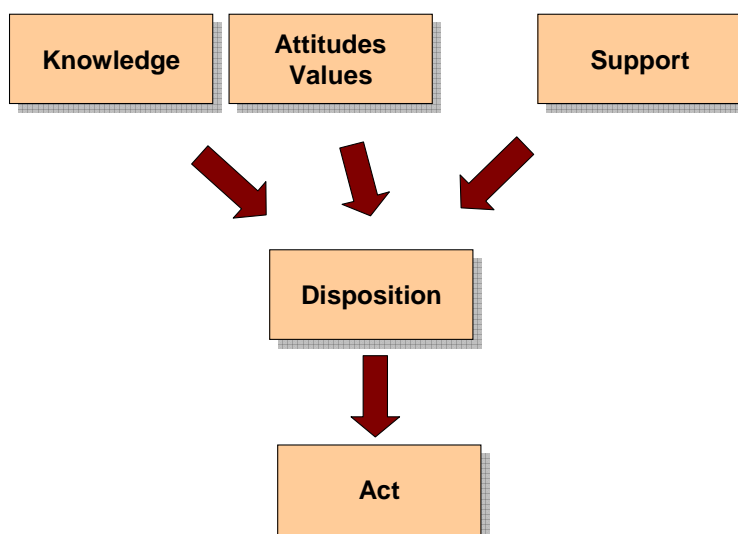 Knowledge
Attitudes
Values
Support
Disposition
Act